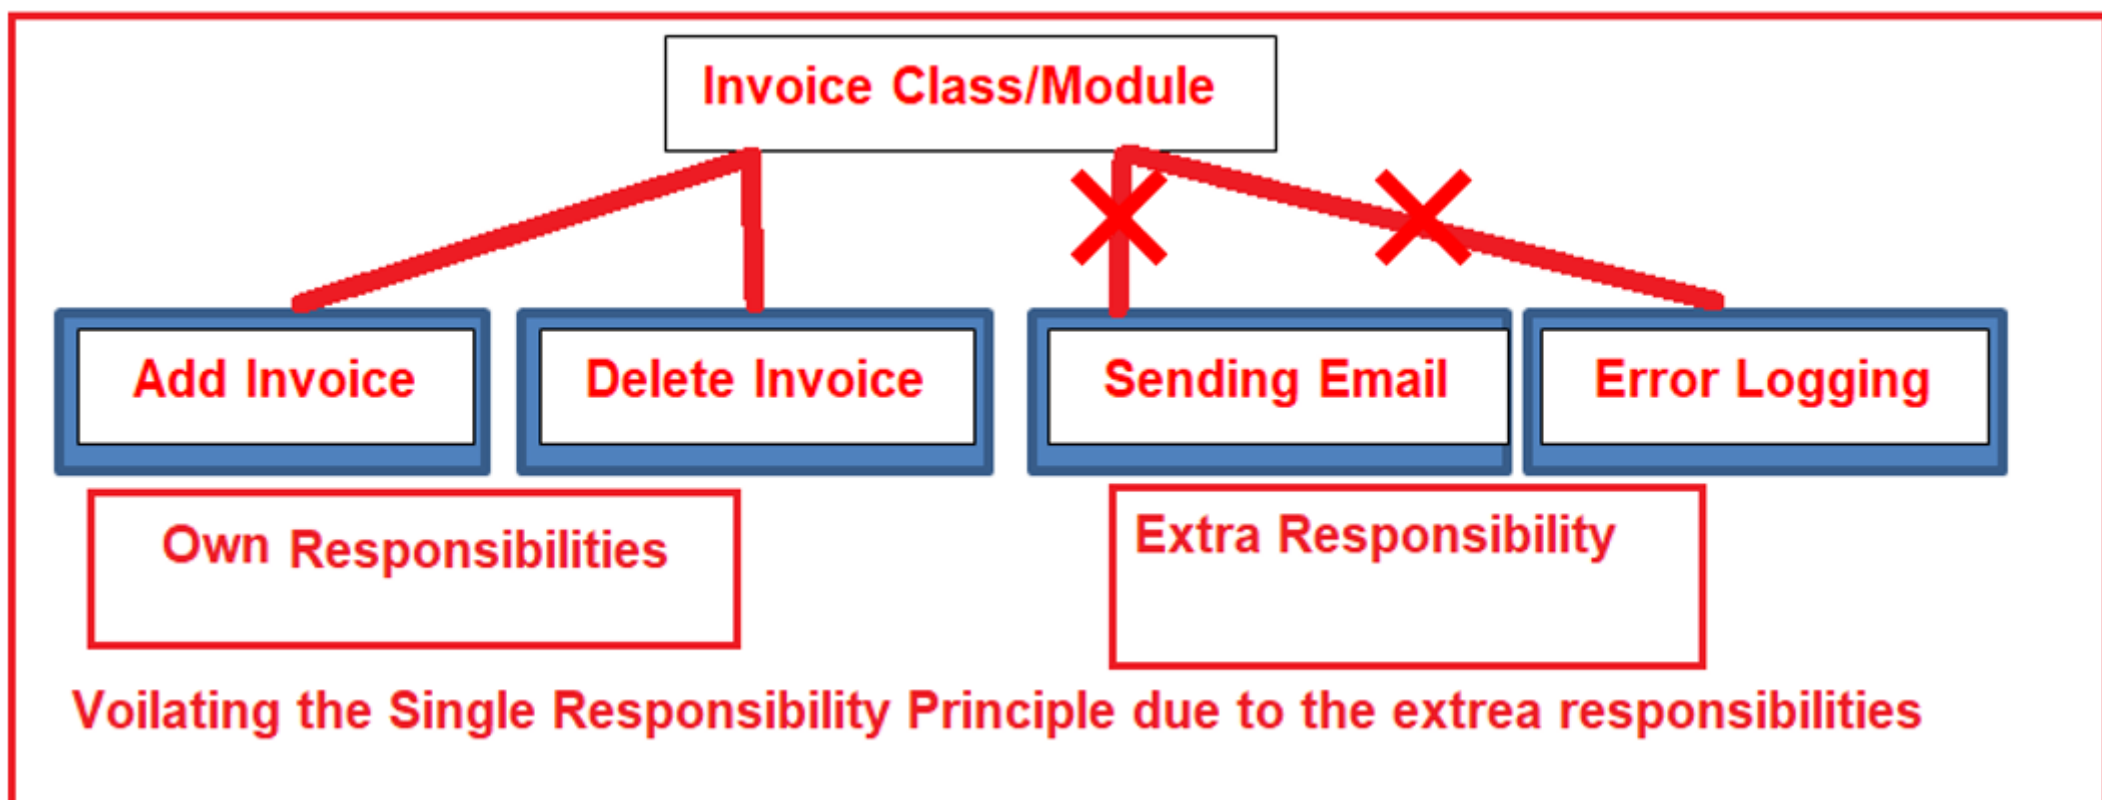 Invoice Class/Module
Add Invoice
Delete Invoice
Sending Email
Error Logging
Own Responsibilities
Extra Responsibility
Voilating the Single Responsibility Principle due to the extrea responsibilities